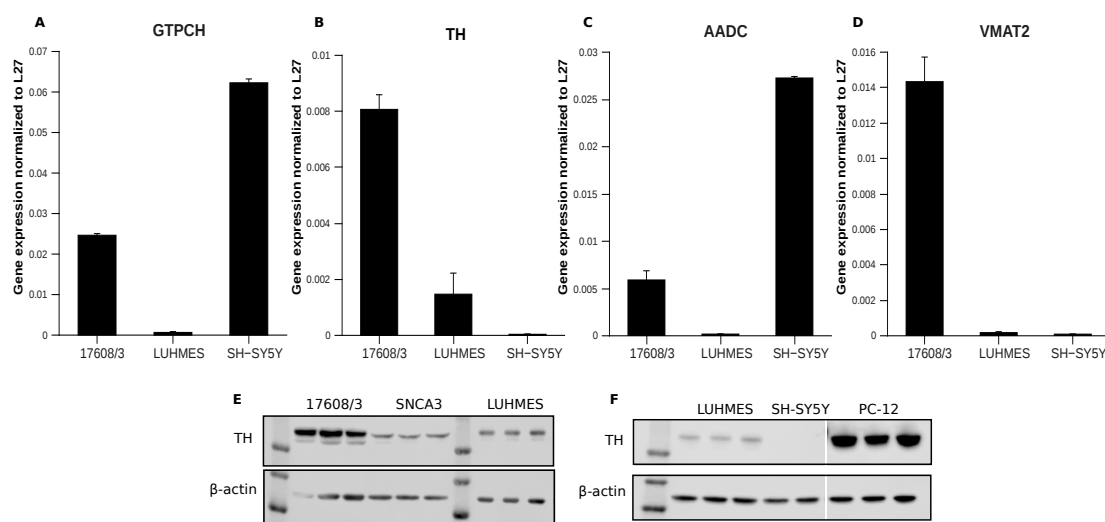 A
GTPCH
Gene expression normalized to L27
0.07
0.06
0.05
0.04
0.03
0.02
0.01
0
17608/3 LUHMES SH-SY5Y
B
TH
Gene expression normalized to L27
0.01
0.008
0.006
0.004
0.002
0
17608/3 LUHMES SH-SY5Y
C
AADC
Gene expression normalized to L27
0.03
0.025
0.02
0.015
0.01
0.005
0
17608/3 LUHMES SH-SY5Y
D
VMAT2
Gene expression normalized to L27
0.016
0.014
0.012
0.01
0.008
0.006
0.004
0.002
0
17608/3 LUHMES SH-SY5Y
E
17608/3 SNCA3 LUHMES
TH
β-actin
F
LUHMES SH-SY5Y PC-12
TH
β-actin